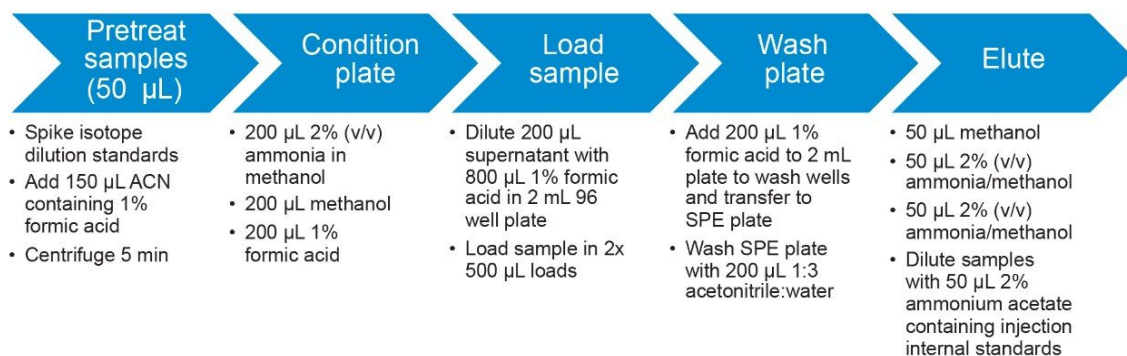 Pretreat
samples
(50 µL)
Condition
plate
Load
sample
Wash
plate
Elute
• Spike isotope
dilution standards
• Add 150 µL ACN
containing 1%
formic acid
• Centrifuge 5 min
• 200 µL 2% (v/v)
ammonia in
methanol
• 200 µL methanol
• 200 µL 1%
formic acid
• Dilute 200 µL
supernatant with
800 µL 1% formic
acid in 2 mL 96
well plate
• Load sample in 2x
500 µL loads
• Add 200 µL 1%
formic acid to 2 mL
plate to wash wells
and transfer to
SPE plate
• Wash SPE plate
with 200 µL 1:3
acetonitrile:water
• 50 µL methanol
• 50 µL 2% (v/v)
ammonia/methanol
• 50 µL 2% (v/v)
ammonia/methanol
• Dilute samples
with 50 µL 2%
ammonium acetate
containing injection
internal standards